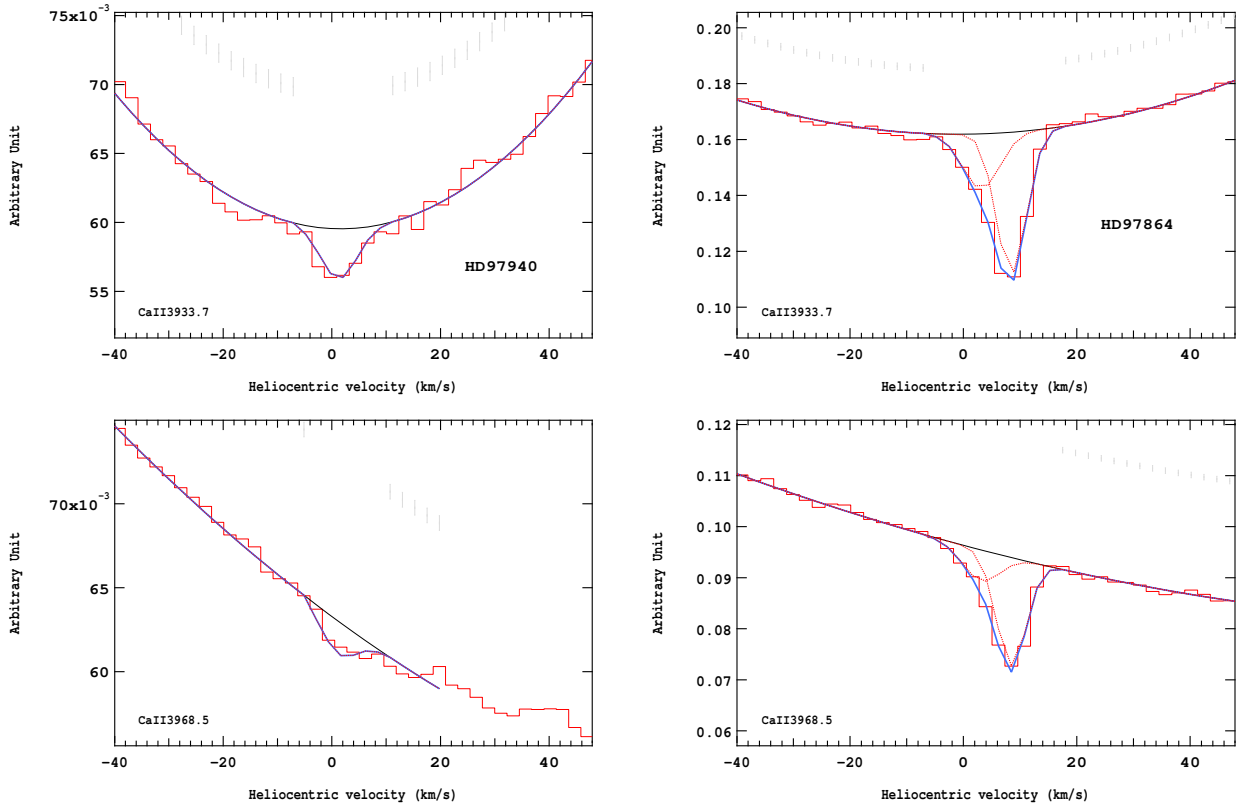 75x10⁻³
70
65
60
55
Arbitrary Unit
HD97940
CaII3933.7
-40 -20 0 20 40
Heliocentric velocity (km/s)
0.20
0.18
0.16
0.14
0.12
0.10
Arbitrary Unit
HD97864
CaII3933.7
-40 -20 0 20 40
Heliocentric velocity (km/s)
70x10⁻³
65
60
Arbitrary Unit
CaII3968.5
-40 -20 0 20 40
Heliocentric velocity (km/s)
0.12
0.11
0.10
0.09
0.08
0.07
0.06
Arbitrary Unit
CaII3968.5
-40 -20 0 20 40
Heliocentric velocity (km/s)